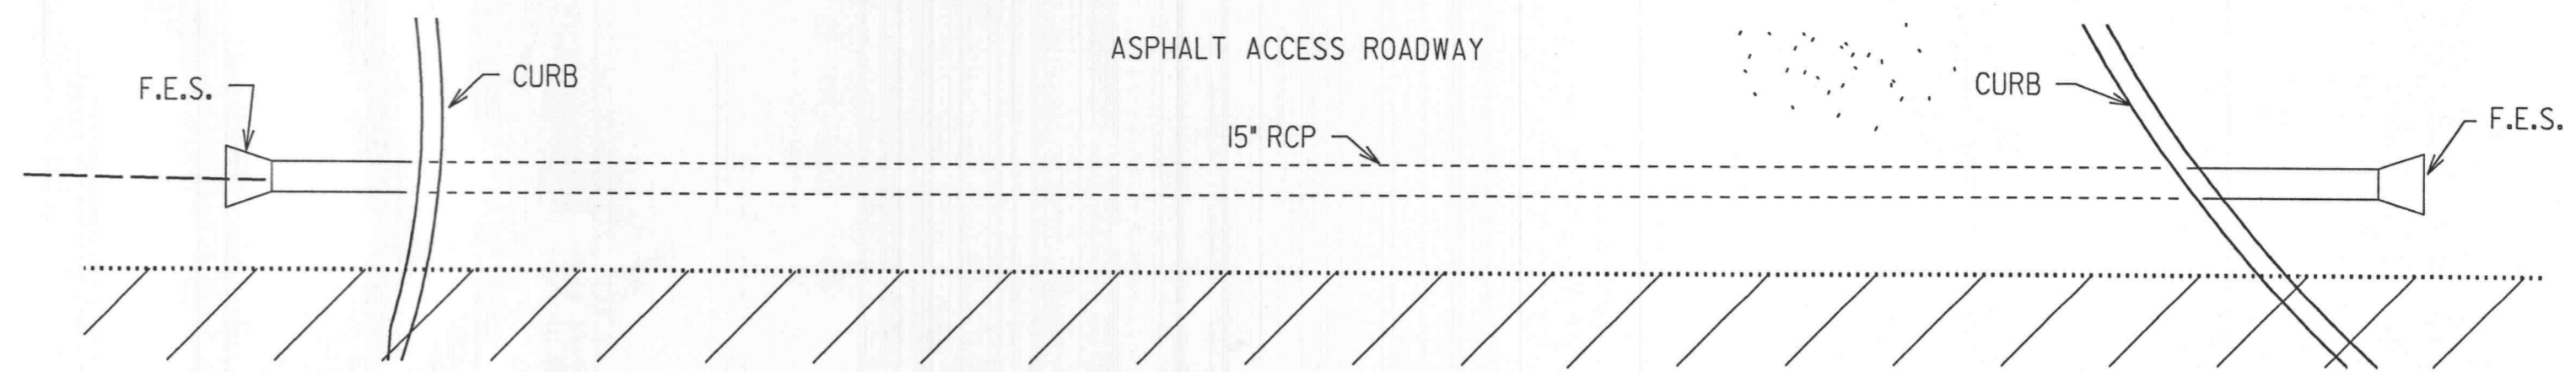 ASPHALT ACCESS ROADWAY
F.E.S.
CURB
15" RCP
CURB
F.E.S.